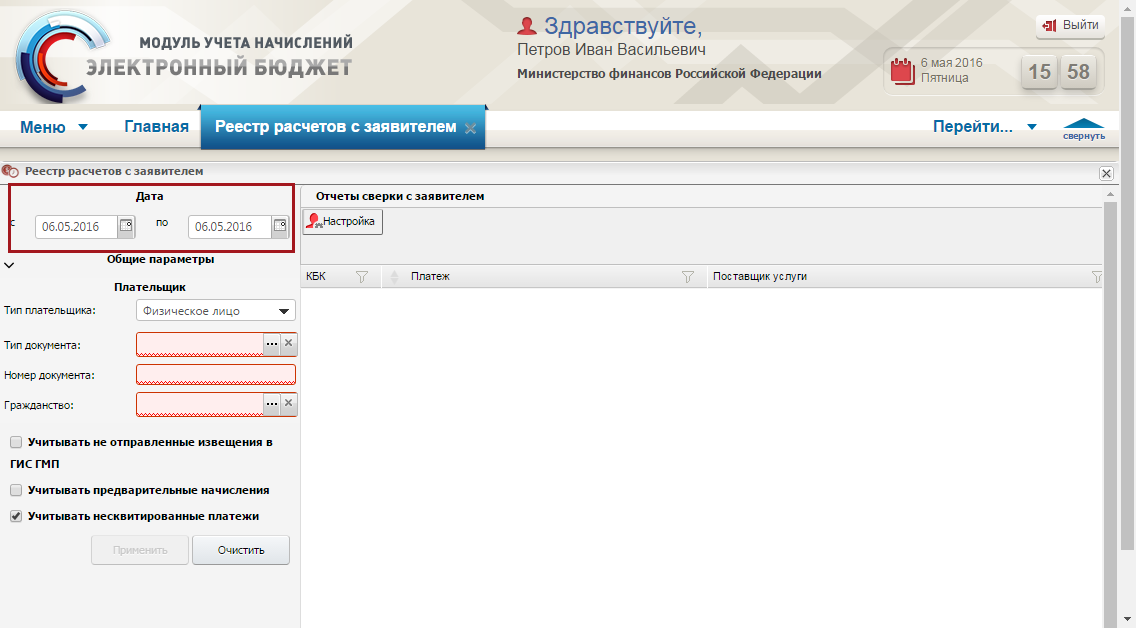 МОДУЛЬ УЧЕТА НАЧИСЛЕНИЙ
ЭЛЕКТРОННЫЙ БЮДЖЕТ
Здравствуйте,
Петров Иван Васильевич
Министерство финансов Российской Федерации
Выйти
6 мая 2016
Пятница
15 58
Меню Главная Реестр расчетов с заявителем Перейти...
свернуть
Реестр расчетов с заявителем
Дата
с 06.05.2016 по 06.05.2016
Общие параметры
Плательщик
Тип плательщика: Физическое лицо
Тип документа:
Номер документа:
Гражданство:
Учитывать не отправленные извещения в
ГИС ГМП
Учитывать предварительные начисления
Учитывать несквитированные платежи
Применить Очистить
Отчеты сверки с заявителем
Настройка
КБК Платеж Поставщик услуги